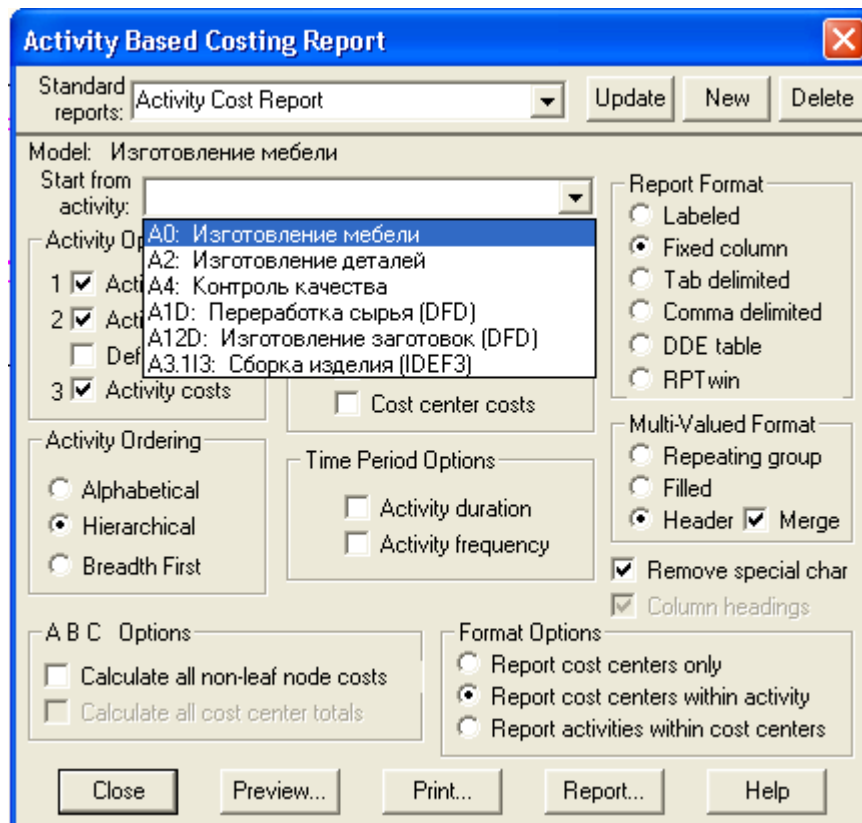 Activity Based Costing Report
Standard reports: Activity Cost Report
Update New Delete
Model: Изготовление мебели
Start from activity:
A0: Изготовление мебели
A2: Изготовление деталей
A4: Контроль качества
A1D: Переработка сырья (DFD)
A12D: Изготовление заготовок (DFD)
A3.1I3: Сборка изделия (IDEF3)
Activity Op
1 Acti
2 Acti
Def
3 Activity costs
Cost center costs
Report Format
Labeled
Fixed column
Tab delimited
Comma delimited
DDE table
RPTwin
Activity Ordering
Alphabetical
Hierarchical
Breadth First
Time Period Options
Activity duration
Activity frequency
Multi-Valued Format
Repeating group
Filled
Header Merge
Remove special char
Column headings
A B C Options
Calculate all non-leaf node costs
Calculate all cost center totals
Format Options
Report cost centers only
Report cost centers within activity
Report activities within cost centers
Close Preview... Print... Report... Help